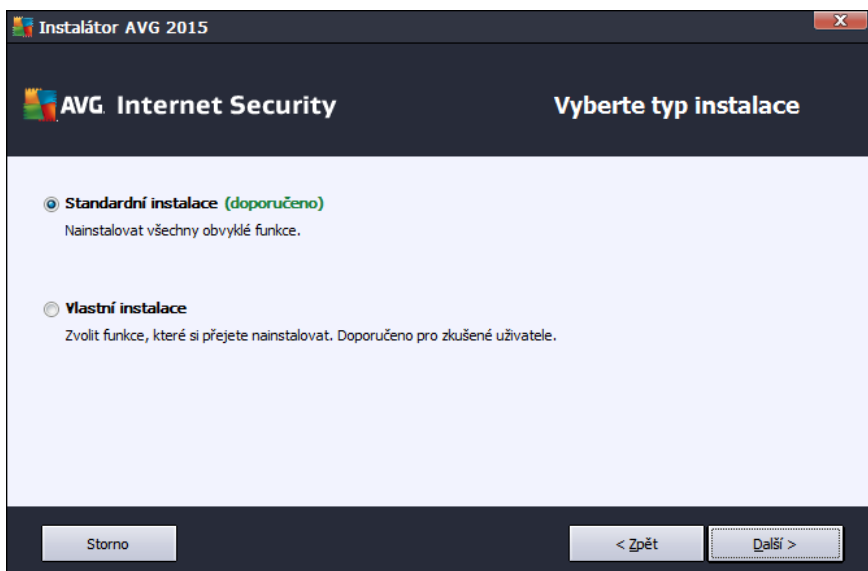 Instalátor AVG 2015
AVG. Internet Security
Vyberte typ instalace
Standardní instalace (doporučeno)
Nainstalovat všechny obvyklé funkce.
Vlastní instalace
Zvolit funkce, které si přejete nainstalovat. Doporučeno pro zkušené uživatele.
Storno
< Zpět
Další >